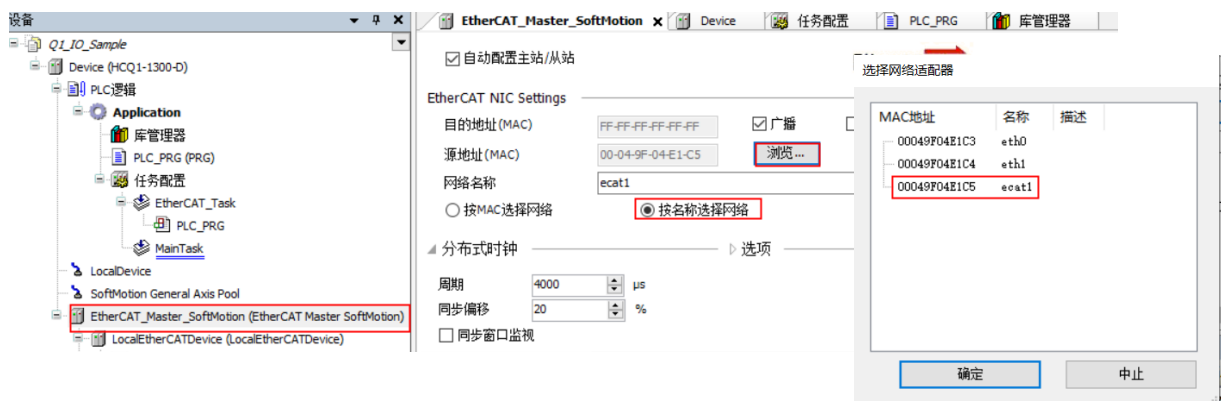 设备
Q1_IO_Sample
Device (HCQ1-1300-D)
PLC逻辑
Application
库管理器
PLC_PRG (PRG)
任务配置
EtherCAT_Task
PLC_PRG
MainTask
LocalDevice
SoftMotion General Axis Pool
EtherCAT_Master_SoftMotion (EtherCAT Master SoftMotion)
LocalEtherCATDevice (LocalEtherCATDevice)
EtherCAT_Master_SoftMotion Device 任务配置 PLC_PRG 库管理器
自动配置主站/从站
EtherCAT NIC Settings
目的地址(MAC) FF-FF-FF-FF-FF-FF 广播
源地址(MAC) 00-04-9F-04-E1-C5 浏览...
网络名称 ecat1
按MAC选择网络 按名称选择网络
分布式时钟 选项
周期 4000 µs
同步偏移 20 %
同步窗口监视
选择网络适配器
MAC地址 名称 描述
00049F04E1C3 eth0
00049F04E1C4 eth1
00049F04E1C5 ecat1
确定 中止